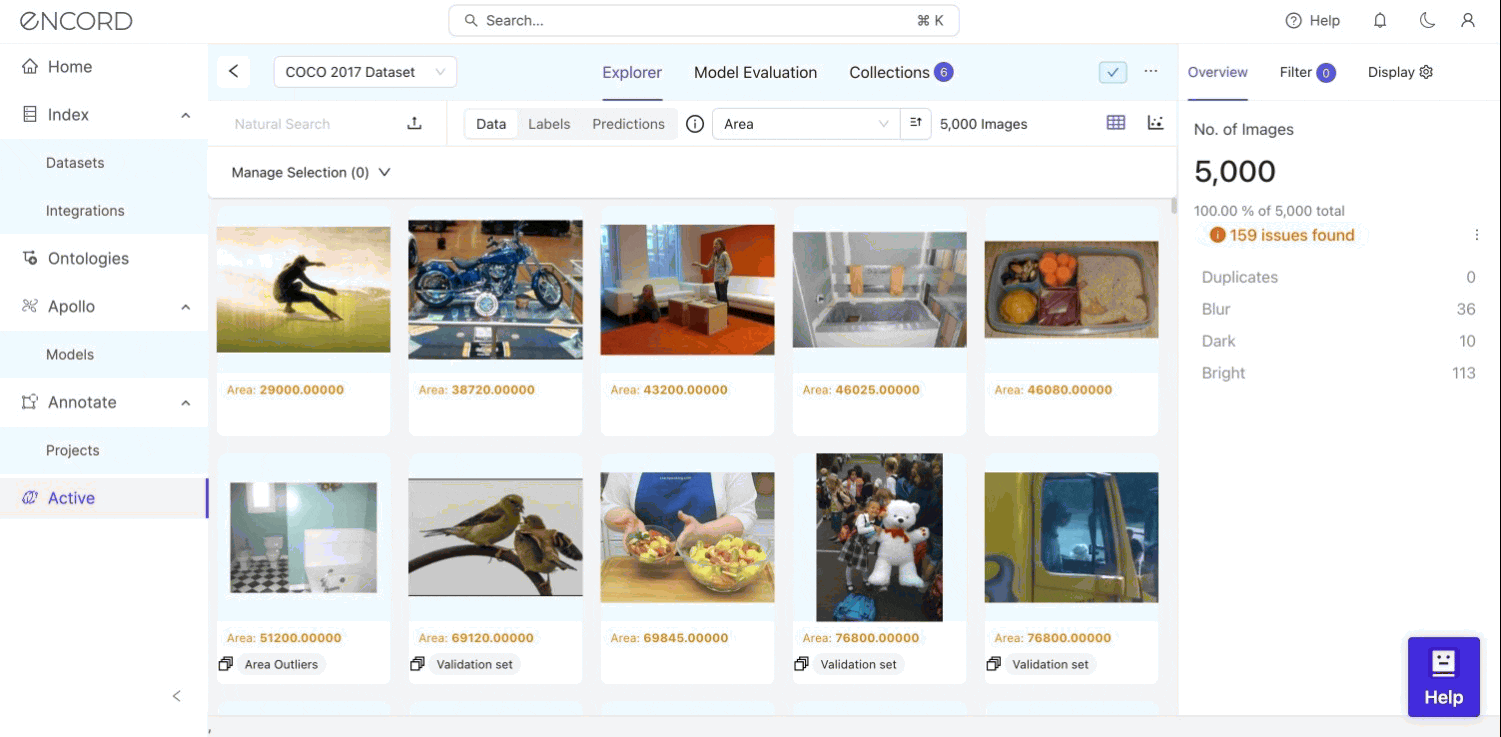 ENCORD
Search...
⌘ K
Help
Home
Index
Datasets
Integrations
Ontologies
Apollo
Models
Annotate
Projects
Active
COCO 2017 Dataset
Explorer
Model Evaluation
Collections 6
Natural Search
Data
Labels
Predictions
Area
5,000 Images
Manage Selection (0)
Area: 29000.00000
Area: 38720.00000
Area: 43200.00000
Area: 46025.00000
Area: 46080.00000
Area: 51200.00000
Area: 69120.00000
Area: 69845.00000
Area: 76800.00000
Area: 76800.00000
Area Outliers
Validation set
Validation set
Validation set
Overview
Filter 0
Display
No. of Images
5,000
100.00 % of 5,000 total
159 issues found
Duplicates 0
Blur 36
Dark 10
Bright 113
Help